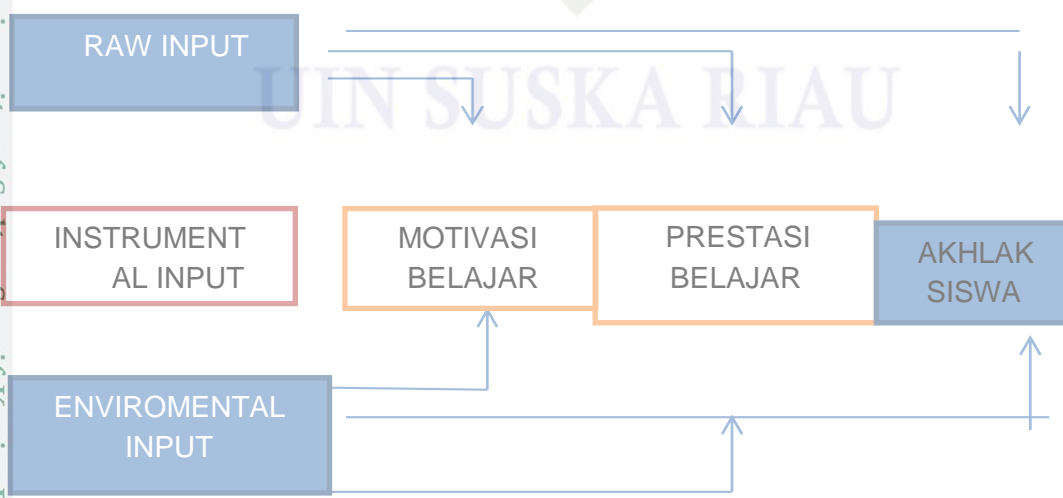 RAW INPUT
UIN SUSKA RIAU
INSTRUMENT
AL INPUT
MOTIVASI
BELAJAR
PRESTASI
BELAJAR
AKHLAK
SISWA
ENVIROMENTAL
INPUT